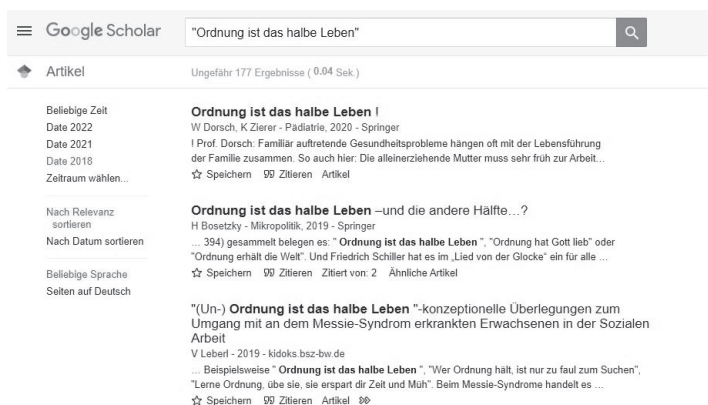 Google Scholar
"Ordnung ist das halbe Leben"
Artikel
Ungefähr 177 Ergebnisse ( 0.04 Sek.)
Beliebige Zeit
Date 2022
Date 2021
Date 2018
Zeitraum wählen...
Nach Relevanz
sortieren
Nach Datum sortieren
Beliebige Sprache
Seiten auf Deutsch
Ordnung ist das halbe Leben !
W Dorsch, K Zierer - Pädiatrie, 2020 - Springer
! Prof. Dorsch: Familiär auftretende Gesundheitsprobleme hängen oft mit der Lebensführung
der Familie zusammen. So auch hier: Die alleinerziehende Mutter muss sehr früh zur Arbeit…
Speichern Zitieren Artikel
Ordnung ist das halbe Leben –und die andere Hälfte…?
H Bosetzky - Mikropolitik, 2019 - Springer
… 394) gesammelt belegen es: " Ordnung ist das halbe Leben ", "Ordnung hat Gott lieb" oder
"Ordnung erhält die Welt". Und Friedrich Schiller hat es im „Lied von der Glocke" ein für alle …
Speichern Zitieren Zitiert von: 2 Ähnliche Artikel
"(Un-) Ordnung ist das halbe Leben "-konzeptionelle Überlegungen zum
Umgang mit an dem Messie-Syndrom erkrankten Erwachsenen in der Sozialen
Arbeit
V Leberl - 2019 - kidoks.bsz-bw.de
… Beispielsweise " Ordnung ist das halbe Leben ", "Wer Ordnung hält, ist nur zu faul zum Suchen",
"Lerne Ordnung, übe sie, sie erspart dir Zeit und Müh". Beim Messie-Syndrome handelt es …
Speichern Zitieren Artikel